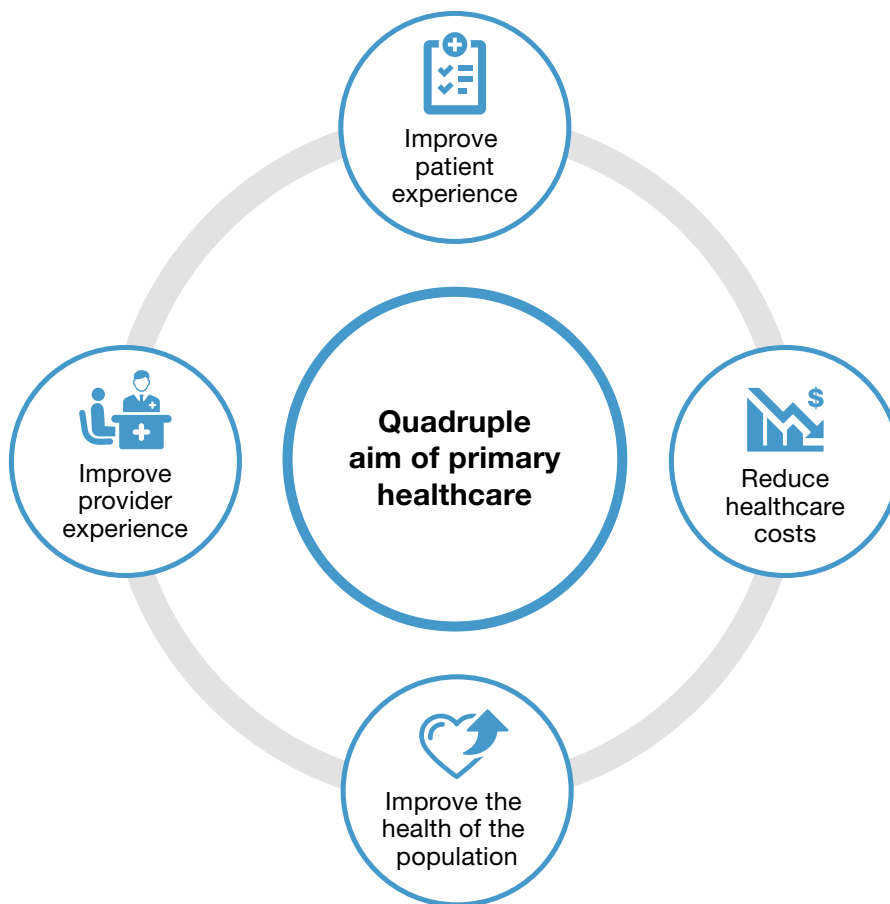 Improve
patient
experience
Quadruple
aim of primary
healthcare
Improve
provider
experience
$
Reduce
healthcare
costs
Improve the
health of the
population